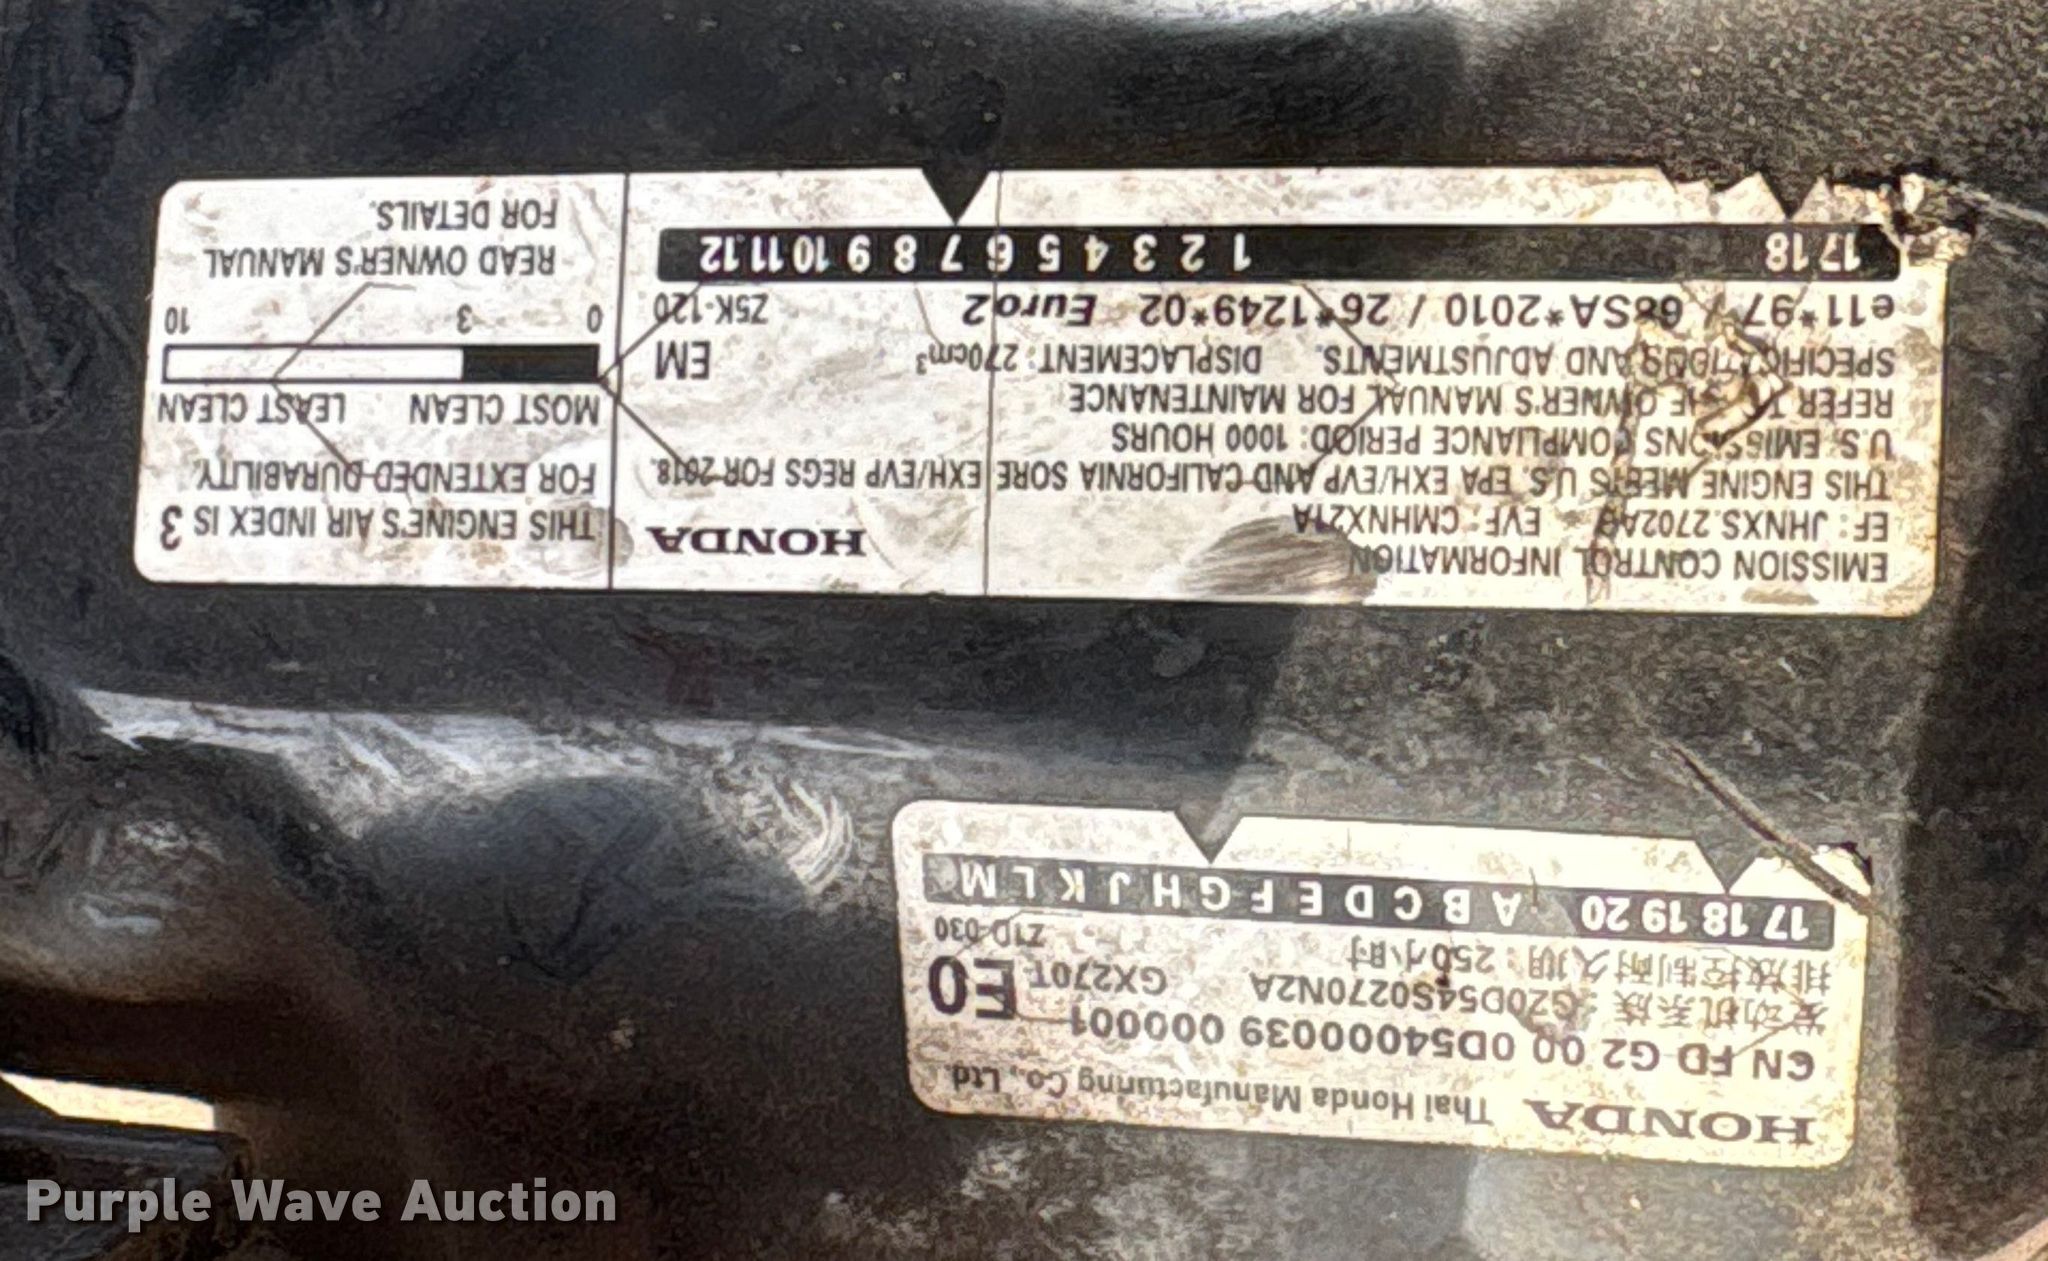 EMISSION CONTROL INFORMATION
EF: JHNXS.2702AG EVF: CMHNX21A
HONDA
THIS ENGINE MEETS U.S. EPA EXH/EVP AND CALIFORNIA SORE EXH/EVP REGS FOR 2018.
U.S. EMISSIONS COMPLIANCE PERIOD: 1000 HOURS
REFER TO THE OWNER'S MANUAL FOR MAINTENANCE
SPECIFICATIONS AND ADJUSTMENTS. DISPLACEMENT: 270cm³
EM
e11*97 / 68SA*2010 / 26*1249*02 Euro2
Z5K-120
17 18 1 2 3 4 5 6 7 8 9 10 11 12
THIS ENGINE'S AIR INDEX IS 3
FOR EXTENDED DURABILITY.
MOST CLEAN LEAST CLEAN
0 3 10
READ OWNER'S MANUAL
FOR DETAILS.
HONDA Thai Honda Manufacturing Co., Ltd.
CN FD G2 00 0D54000039 000001
发动机系族：G20D54S0270N2A GX270T E0
排放控制耐久期：250小时 Z1D-030
17 18 19 20 A B C D E F G H J K L M
Purple Wave Auction